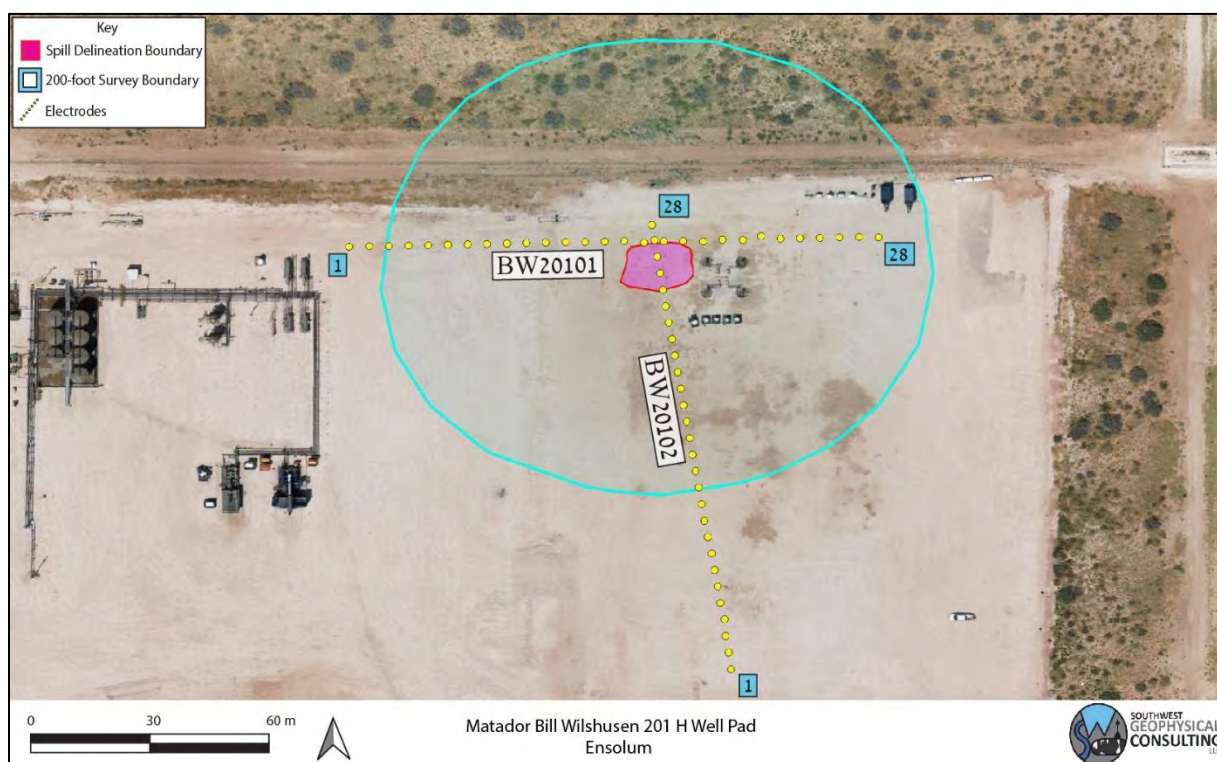 Key
Spill Delineation Boundary
200-foot Survey Boundary
Electrodes
28
1
BW20101
28
BW20102
1
0 30 60 m
Matador Bill Wilshusen 201 H Well Pad
Ensolum
SOUTHWEST
GEOPHYSICAL
CONSULTING
LLC